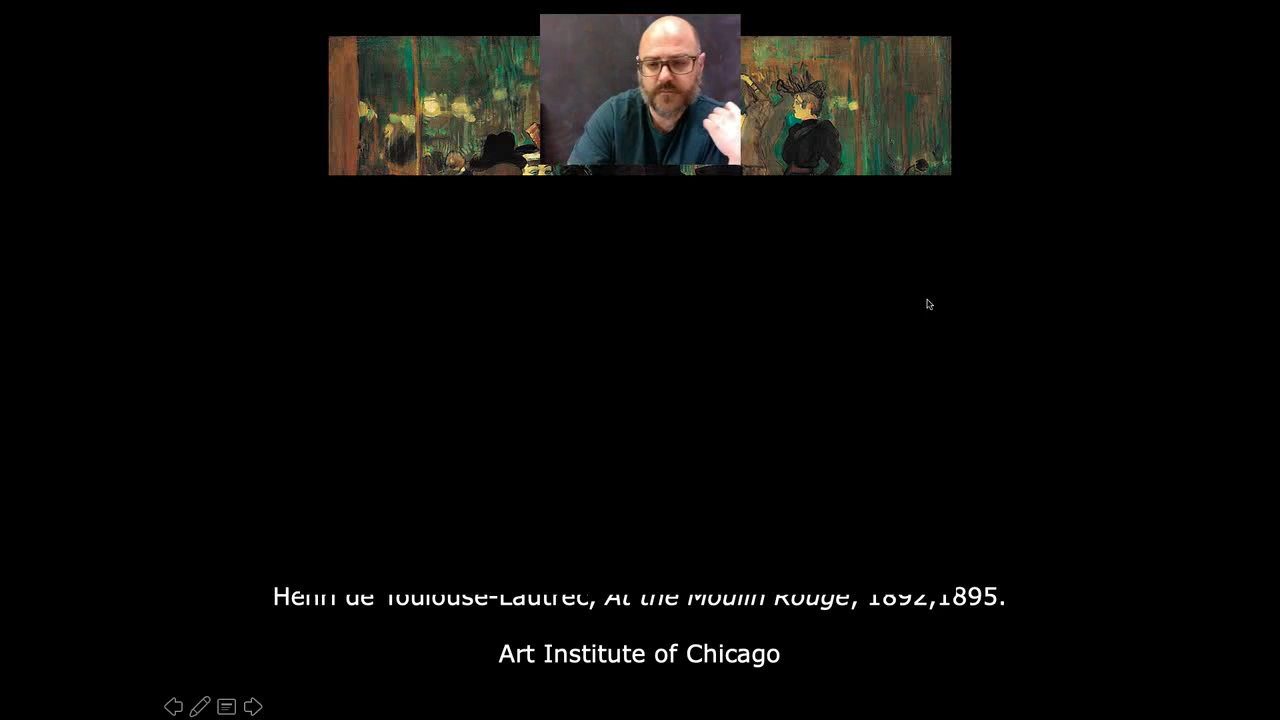 Henri de Toulouse-Lautrec, At the Moulin Rouge, 1892,1895.
Art Institute of Chicago